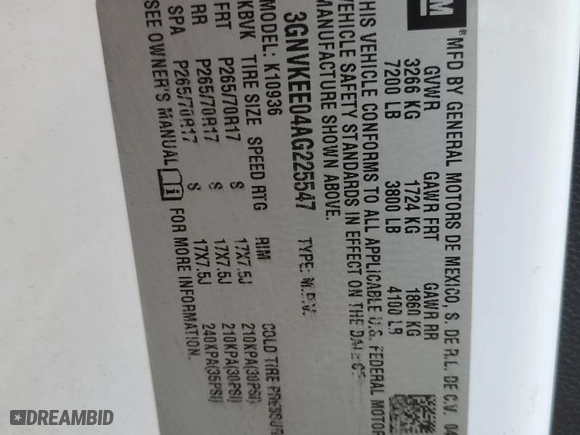 GM
MFD BY GENERAL MOTORS DE MEXICO, S. DE R.L. DE C.V. 04
GVWR GAWR FRT GAWR RR
3266 KG 1724 KG 1860 KG
7200 LB 3800 LB 4100 LB
THIS VEHICLE CONFORMS TO ALL APPLICABLE U.S. FEDERAL MOTOR
VEHICLE SAFETY STANDARDS IN EFFECT ON THE DATE OF
MANUFACTURE SHOWN ABOVE.
3GNVKEE04AG225547 TYPE: M.P.V.
MODEL: K10936
KBVK TIRE SIZE SPEED RTG RIM COLD TIRE PRESSUR
FRT P265/70R17 S 17X7.5J 210KPA(30PSI)
RR P265/70R17 S 17X7.5J 210KPA(30PSI)
SPA P265/70R17 S 17X7.5J 240KPA(35PSI)
SEE OWNER'S MANUAL FOR MORE INFORMATION.
DREAMBID